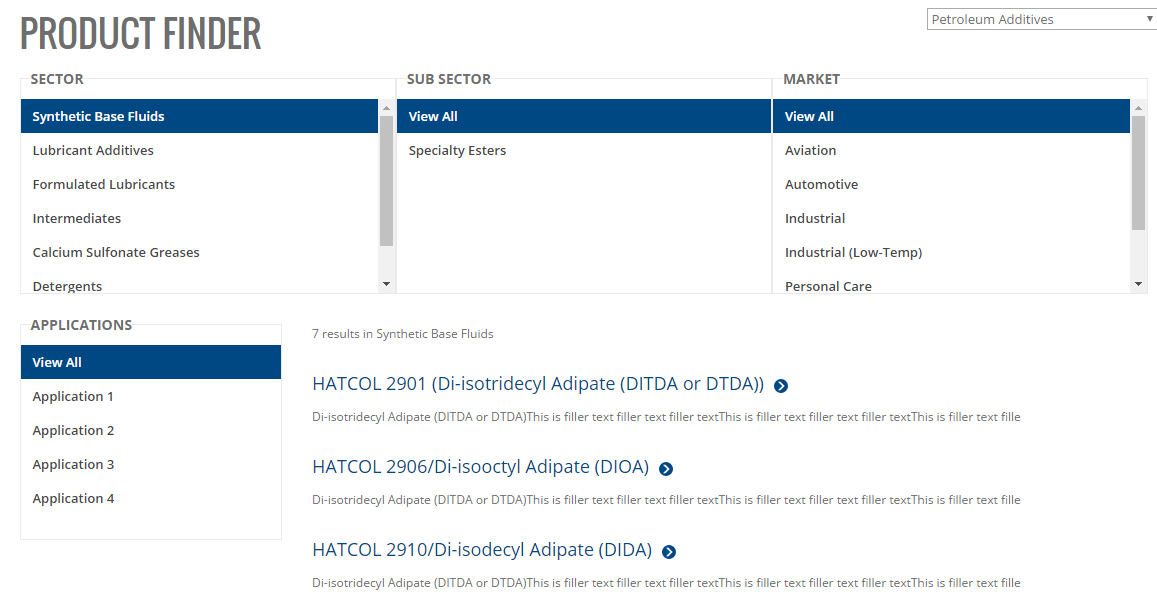 PRODUCT FINDER
Petroleum Additives
SECTOR
Synthetic Base Fluids
Lubricant Additives
Formulated Lubricants
Intermediates
Calcium Sulfonate Greases
Detergents
SUB SECTOR
View All
Specialty Esters
MARKET
View All
Aviation
Automotive
Industrial
Industrial (Low-Temp)
Personal Care
APPLICATIONS
View All
Application 1
Application 2
Application 3
Application 4
7 results in Synthetic Base Fluids
HATCOL 2901 (Di-isotridecyl Adipate (DITDA or DTDA))
Di-isotridecyl Adipate (DITDA or DTDA)This is filler text filler text filler textThis is filler text filler text filler textThis is filler text fille
HATCOL 2906/Di-isooctyl Adipate (DIOA)
Di-isotridecyl Adipate (DITDA or DTDA)This is filler text filler text filler textThis is filler text filler text filler textThis is filler text fille
HATCOL 2910/Di-isodecyl Adipate (DIDA)
Di-isotridecyl Adipate (DITDA or DTDA)This is filler text filler text filler textThis is filler text filler text filler textThis is filler text fille